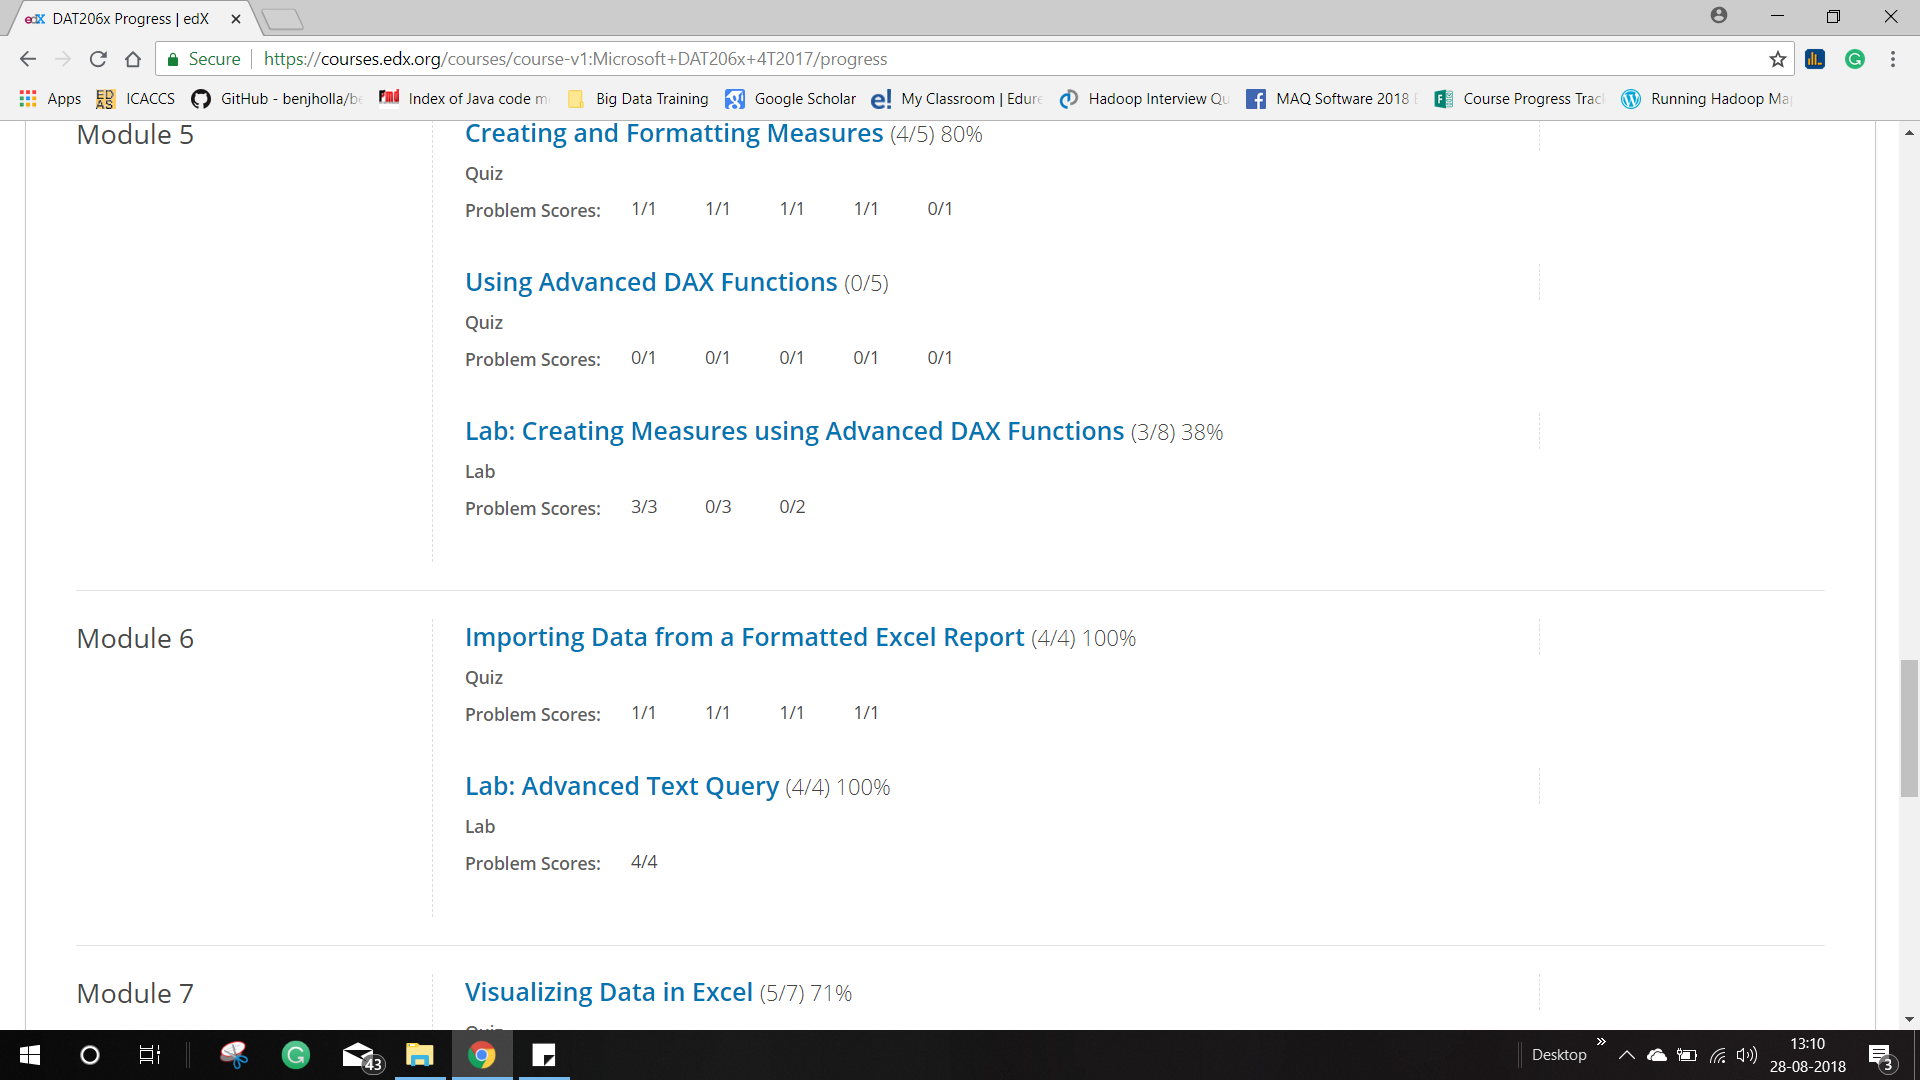 edX DAT206x Progress | edX
Secure https://courses.edx.org/courses/course-v1:Microsoft+DAT206x+4T2017/progress
Apps EDAS ICACCS GitHub - benjholla/be Fmd Index of Java code m Big Data Training Google Scholar e! My Classroom | Edure Hadoop Interview Qu MAQ Software 2018 Course Progress Trac Running Hadoop Ma
Module 5
Creating and Formatting Measures (4/5) 80%
Quiz
Problem Scores: 1/1 1/1 1/1 1/1 0/1
Using Advanced DAX Functions (0/5)
Quiz
Problem Scores: 0/1 0/1 0/1 0/1 0/1
Lab: Creating Measures using Advanced DAX Functions (3/8) 38%
Lab
Problem Scores: 3/3 0/3 0/2
Module 6
Importing Data from a Formatted Excel Report (4/4) 100%
Quiz
Problem Scores: 1/1 1/1 1/1 1/1
Lab: Advanced Text Query (4/4) 100%
Lab
Problem Scores: 4/4
Module 7
Visualizing Data in Excel (5/7) 71%
Quiz
43
Desktop
13:10
28-08-2018
3